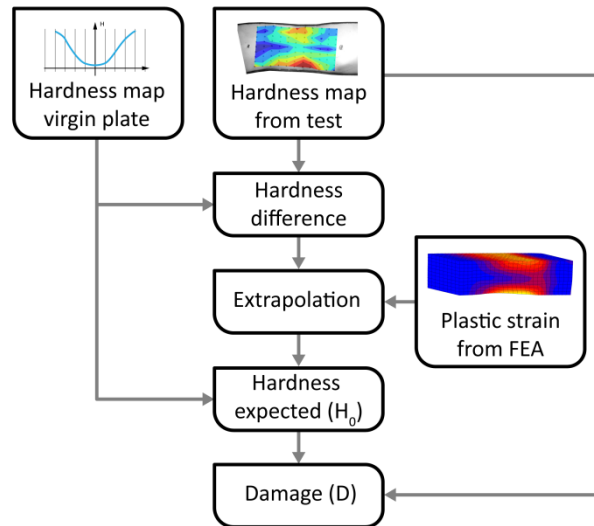 H
Hardness map
virgin plate
Hardness map
from test
Hardness
difference
Extrapolation
Plastic strain
from FEA
Hardness
expected (H₀)
Damage (D)